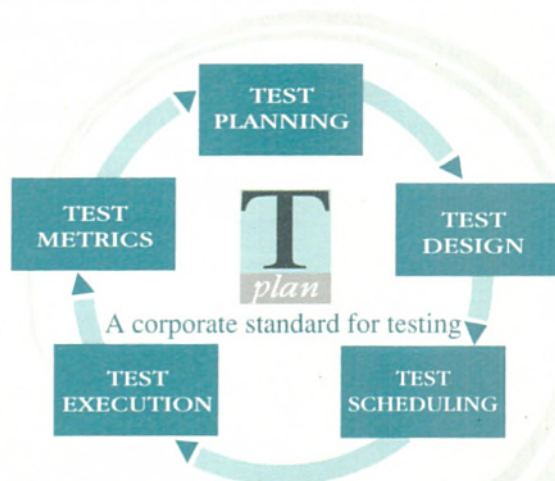 TEST
PLANNING
TEST
METRICS
TEST
DESIGN
T
plan
A corporate standard for testing
TEST
EXECUTION
TEST
SCHEDULING